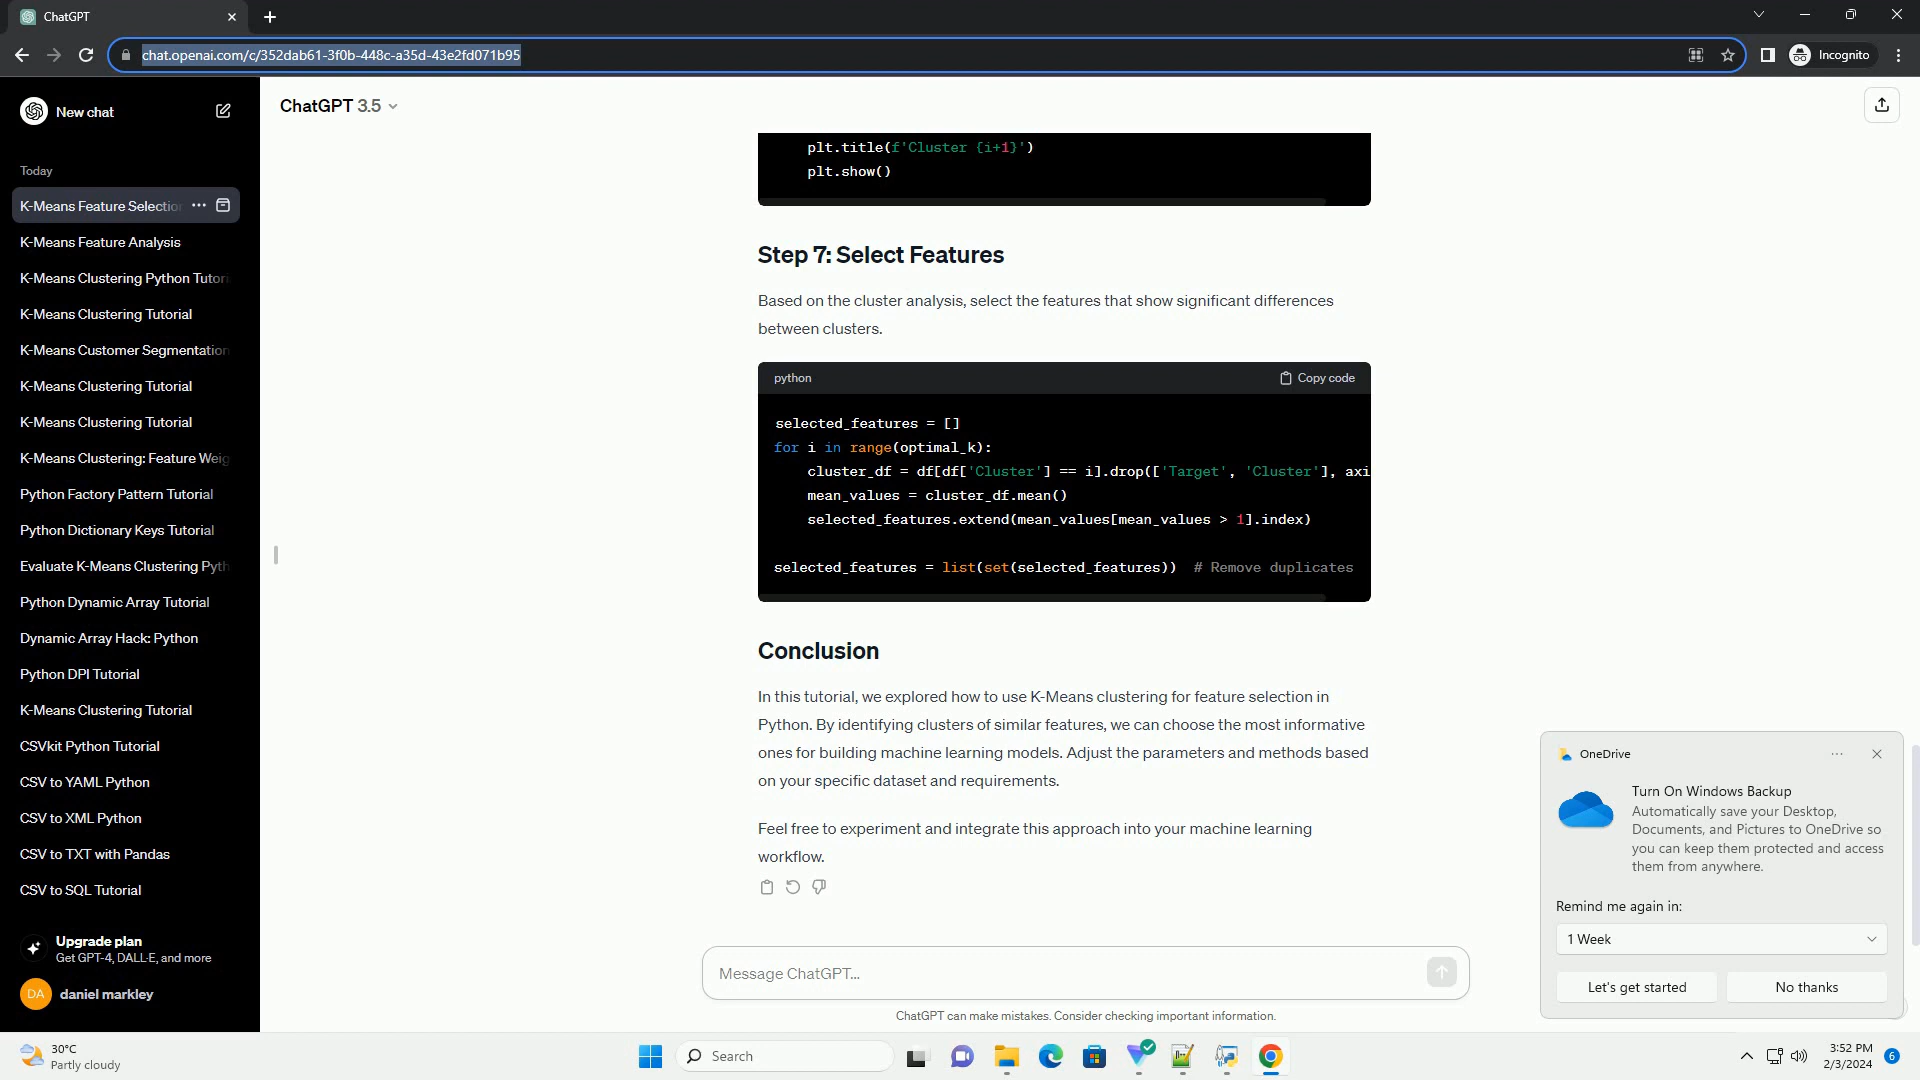 ChatGPT
chat.openai.com/c/352dab61-3f0b-448c-a35d-43e2fd071b95
Incognito
New chat
ChatGPT 3.5
Today
K-Means Feature Selection
K-Means Feature Analysis
K-Means Clustering Python Tutori
K-Means Clustering Tutorial
K-Means Customer Segmentation
K-Means Clustering Tutorial
K-Means Clustering Tutorial
K-Means Clustering: Feature Weig
Python Factory Pattern Tutorial
Python Dictionary Keys Tutorial
Evaluate K-Means Clustering Pyth
Python Dynamic Array Tutorial
Dynamic Array Hack: Python
Python DPI Tutorial
K-Means Clustering Tutorial
CSVkit Python Tutorial
CSV to YAML Python
CSV to XML Python
CSV to TXT with Pandas
CSV to SQL Tutorial
Upgrade plan
Get GPT-4, DALL·E, and more
DA daniel markley
plt.title(f'Cluster {i+1}')
plt.show()
Step 7: Select Features
Based on the cluster analysis, select the features that show significant differences
between clusters.
python
Copy code
selected_features = []
for i in range(optimal_k):
cluster_df = df[df['Cluster'] == i].drop(['Target', 'Cluster'], axi
mean_values = cluster_df.mean()
selected_features.extend(mean_values[mean_values > 1].index)
selected_features = list(set(selected_features))  # Remove duplicates
Conclusion
In this tutorial, we explored how to use K-Means clustering for feature selection in
Python. By identifying clusters of similar features, we can choose the most informative
ones for building machine learning models. Adjust the parameters and methods based
on your specific dataset and requirements.
Feel free to experiment and integrate this approach into your machine learning
workflow.
Message ChatGPT...
ChatGPT can make mistakes. Consider checking important information.
OneDrive
Turn On Windows Backup
Automatically save your Desktop,
Documents, and Pictures to OneDrive so
you can keep them protected and access
them from anywhere.
Remind me again in:
1 Week
Let's get started
No thanks
30°C
Partly cloudy
Search
3:52 PM
2/3/2024
6